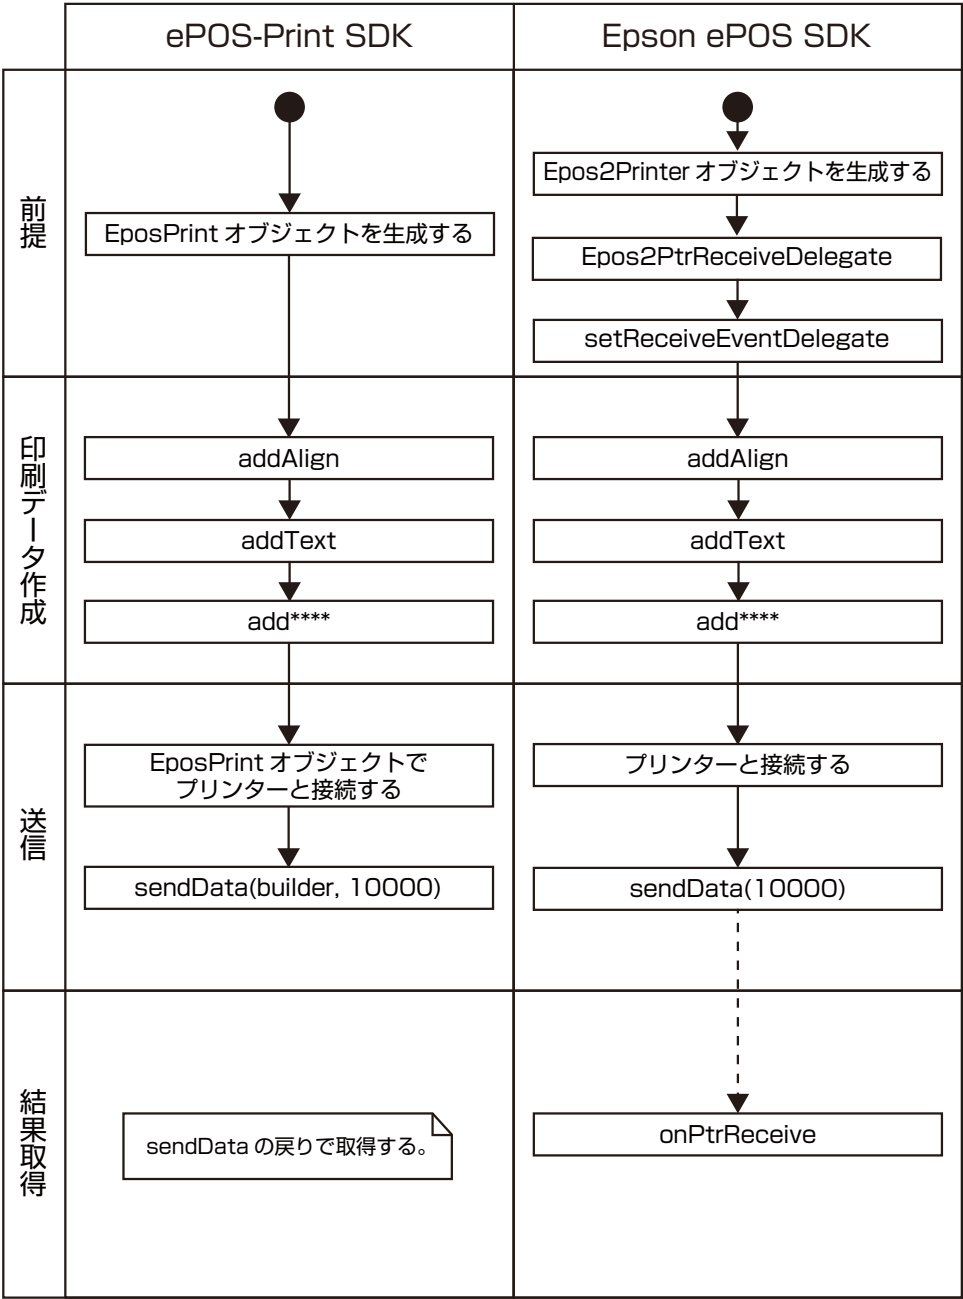 ePOS-Print SDK
Epson ePOS SDK
前提
EposPrint オブジェクトを生成する
Epos2Printer オブジェクトを生成する
Epos2PtrReceiveDelegate
setReceiveEventDelegate
印刷データ作成
addAlign
addText
add****
addAlign
addText
add****
送信
EposPrint オブジェクトで
プリンターと接続する
sendData(builder, 10000)
プリンターと接続する
sendData(10000)
結果取得
sendData の戻りで取得する。
onPtrReceive